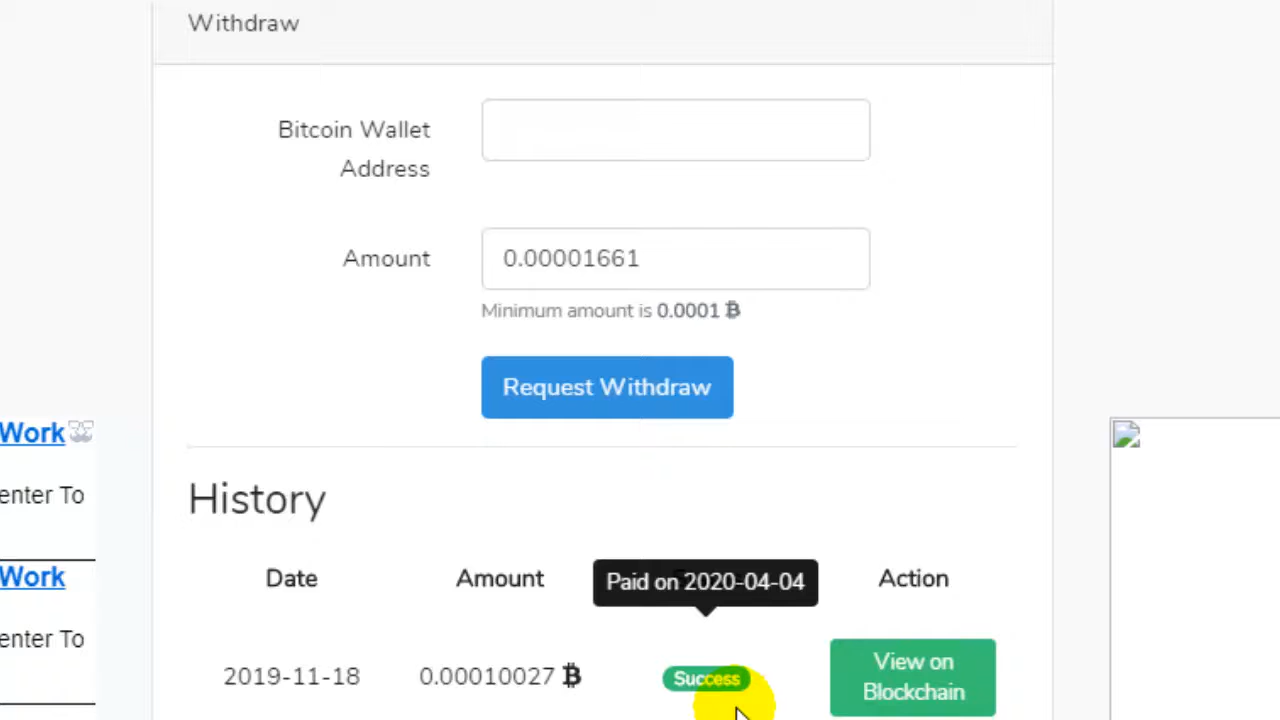 Withdraw
Bitcoin Wallet
Address
Amount
0.00001661
Minimum amount is 0.0001 ₿
Request Withdraw
Work
enter To
History
Work
Date
Amount
Paid on 2020-04-04
Action
enter To
2019-11-18
0.00010027 ₿
Success
View on
Blockchain